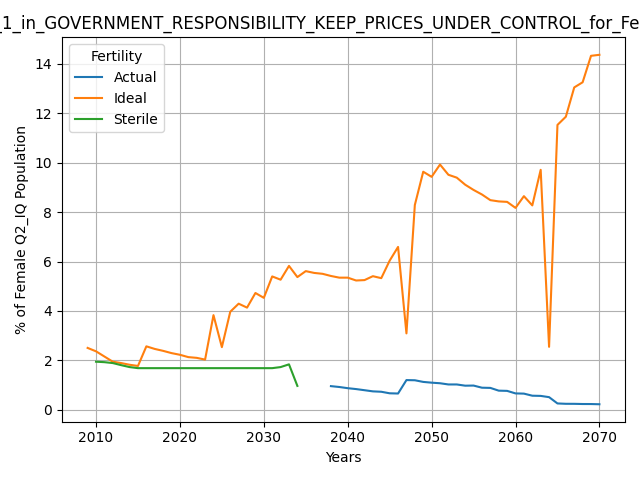 _1_in_GOVERNMENT_RESPONSIBILITY_KEEP_PRICES_UNDER_CONTROL_for_Fe
Fertility
Actual
Ideal
Sterile
% of Female Q2_IQ Population
14
12
10
8
6
4
2
0
2010 2020 2030 2040 2050 2060 2070
Years